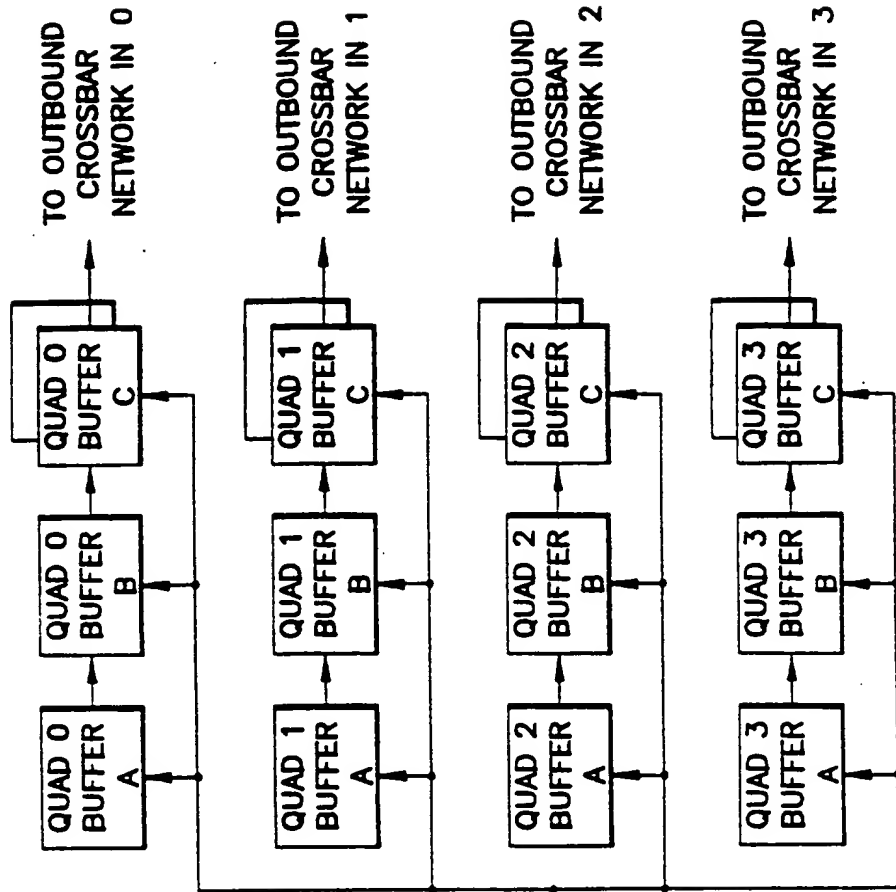 QUAD 0
BUFFER
A
QUAD 0
BUFFER
B
QUAD 0
BUFFER
C
TO OUTBOUND
CROSSBAR
NETWORK IN 0
QUAD 1
BUFFER
A
QUAD 1
BUFFER
B
QUAD 1
BUFFER
C
TO OUTBOUND
CROSSBAR
NETWORK IN 1
QUAD 2
BUFFER
A
QUAD 2
BUFFER
B
QUAD 2
BUFFER
C
TO OUTBOUND
CROSSBAR
NETWORK IN 2
QUAD 3
BUFFER
A
QUAD 3
BUFFER
B
QUAD 3
BUFFER
C
TO OUTBOUND
CROSSBAR
NETWORK IN 3